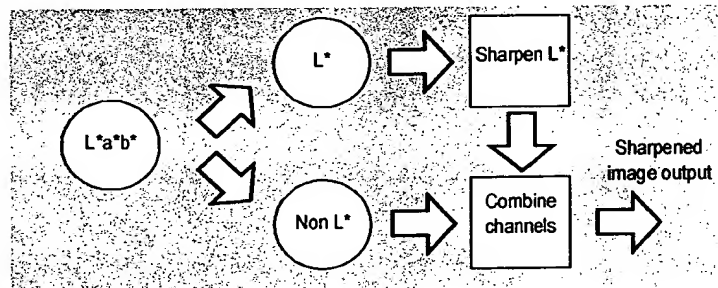 L*
Sharpen L*
L*a*b*
Sharpened
image output
Non L*
Combine
channels